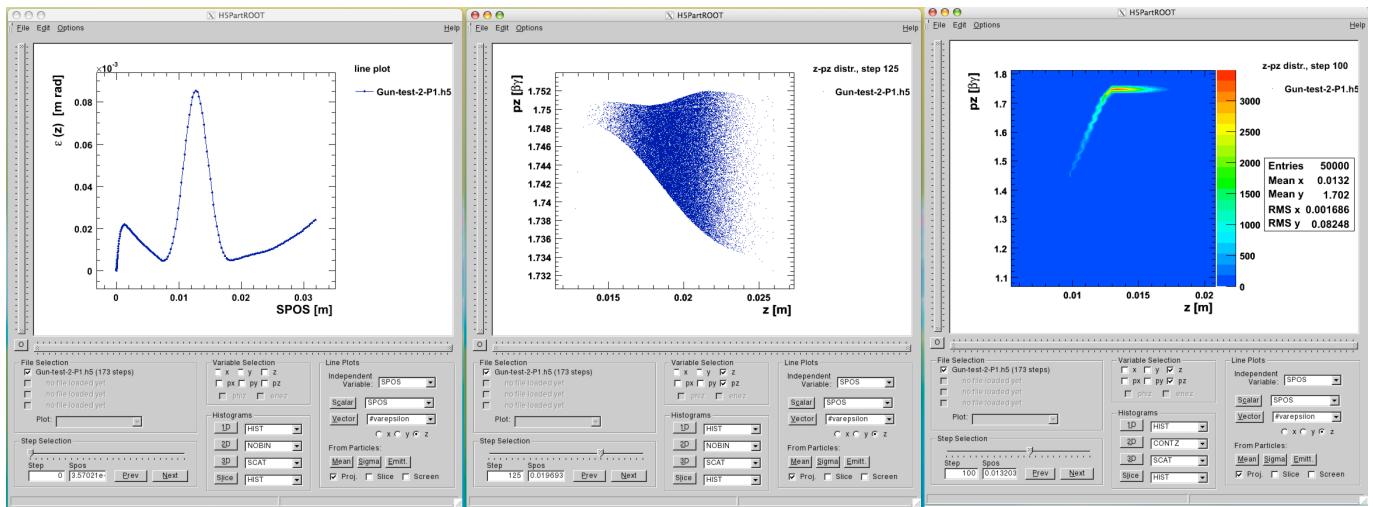 H5PartROOT
File Edit Options Help
×10⁻³
ε (z) [m rad]
0.08
0.06
0.04
0.02
0
0 0.01 0.02 0.03
SPOS [m]
line plot
Gun-test-2-P1.h5
File Selection
Gun-test-2-P1.h5 (173 steps)
no file loaded yet
no file loaded yet
no file loaded yet
Plot:
Step Selection
Step Spos
0 3.57021e- Prev Next
Variable Selection
x y z
px py pz
phiz enez
Histograms
1D HIST
2D NOBIN
3D SCAT
Slice HIST
Line Plots
Independent
Variable: SPOS
Scalar SPOS
Vector #varepsilon
x y z
From Particles:
Mean Sigma Emitt.
Proj. Slice Screen
H5PartROOT
File Edit Options Help
pz [βγ]
1.752
1.75
1.748
1.746
1.744
1.742
1.74
1.738
1.736
1.734
1.732
0.015 0.02 0.025
z [m]
z-pz distr., step 125
Gun-test-2-P1.h5
File Selection
Gun-test-2-P1.h5 (173 steps)
no file loaded yet
no file loaded yet
no file loaded yet
Plot:
Step Selection
Step Spos
125 0.019693 Prev Next
Variable Selection
x y z
px py pz
phiz enez
Histograms
1D HIST
2D NOBIN
3D SCAT
Slice HIST
Line Plots
Independent
Variable: SPOS
Scalar SPOS
Vector #varepsilon
x y z
From Particles:
Mean Sigma Emitt.
Proj. Slice Screen
H5PartROOT
File Edit Options Help
pz [βγ]
1.8
1.7
1.6
1.5
1.4
1.3
1.2
1.1
0.01 0.015 0.02
z [m]
3000
2500
2000
1500
1000
500
0
z-pz distr., step 100
Gun-test-2-P1.h5
Entries 50000
Mean x 0.0132
Mean y 1.702
RMS x 0.001686
RMS y 0.08248
File Selection
Gun-test-2-P1.h5 (173 steps)
no file loaded yet
no file loaded yet
no file loaded yet
Plot:
Step Selection
Step Spos
100 0.013203 Prev Next
Variable Selection
x y z
px py pz
phiz enez
Histograms
1D HIST
2D CONTZ
3D SCAT
Slice HIST
Line Plots
Independent
Variable: SPOS
Scalar SPOS
Vector #varepsilon
x y z
From Particles:
Mean Sigma Emitt.
Proj. Slice Screen